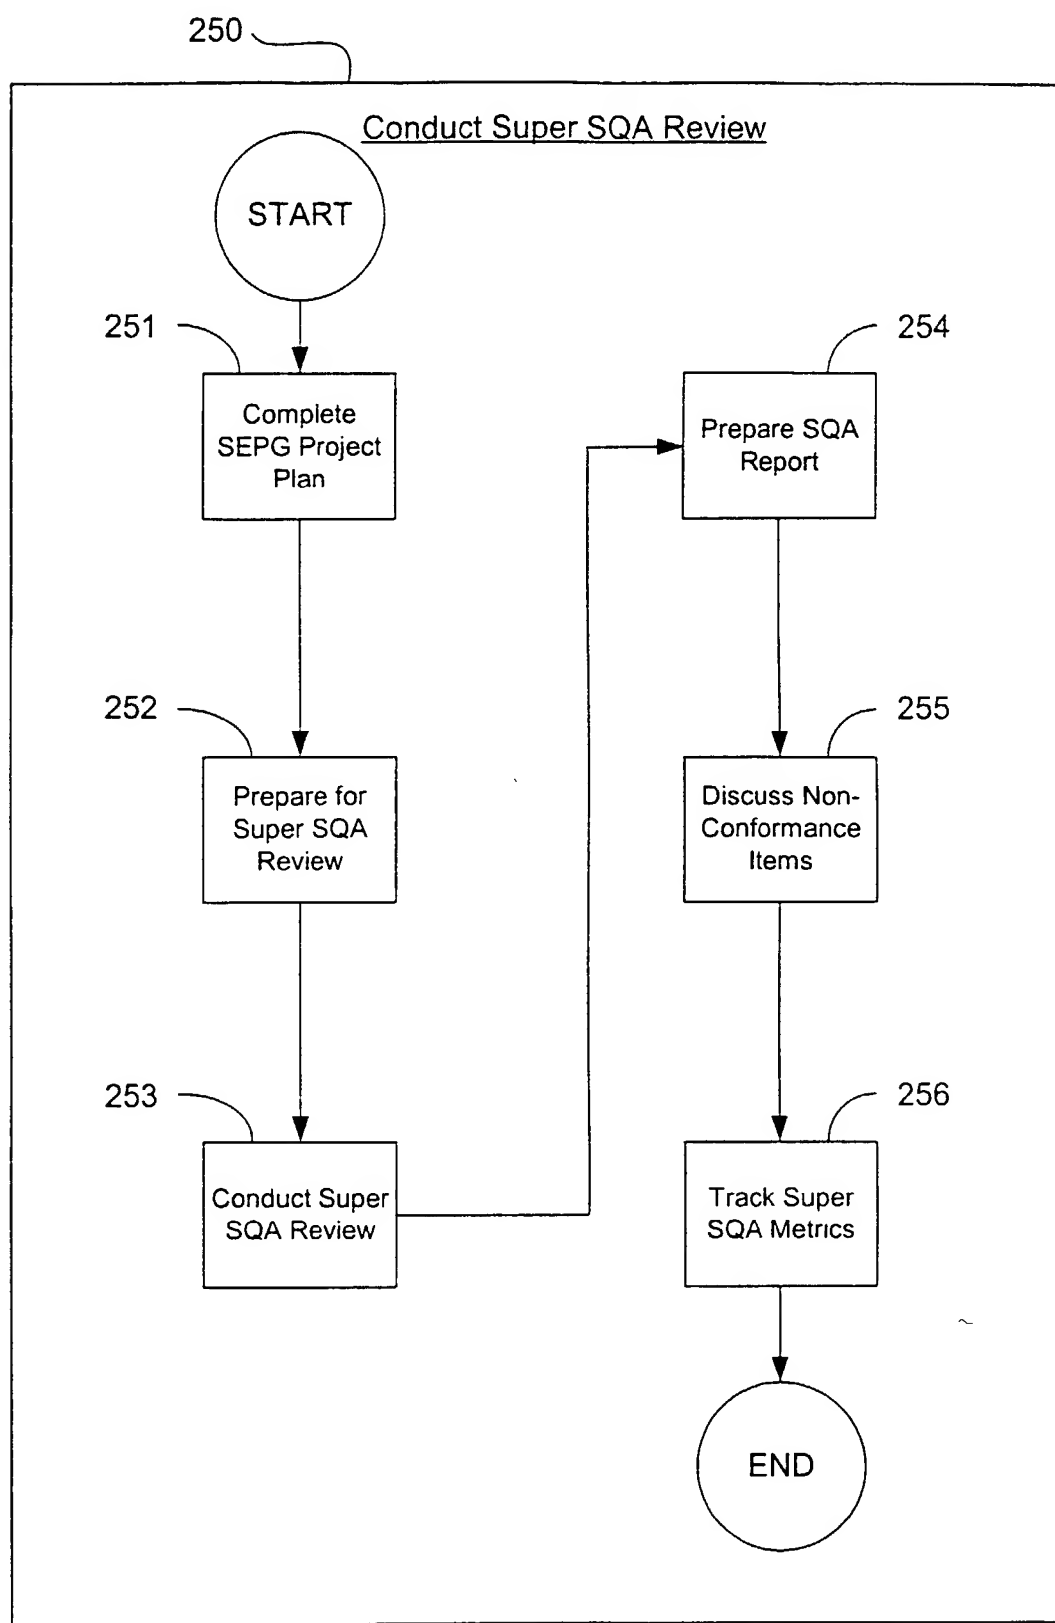 250
Conduct Super SQA Review
START
251
Complete
SEPG Project
Plan
252
Prepare for
Super SQA
Review
253
Conduct Super
SQA Review
254
Prepare SQA
Report
255
Discuss Non-
Conformance
Items
256
Track Super
SQA Metrics
END